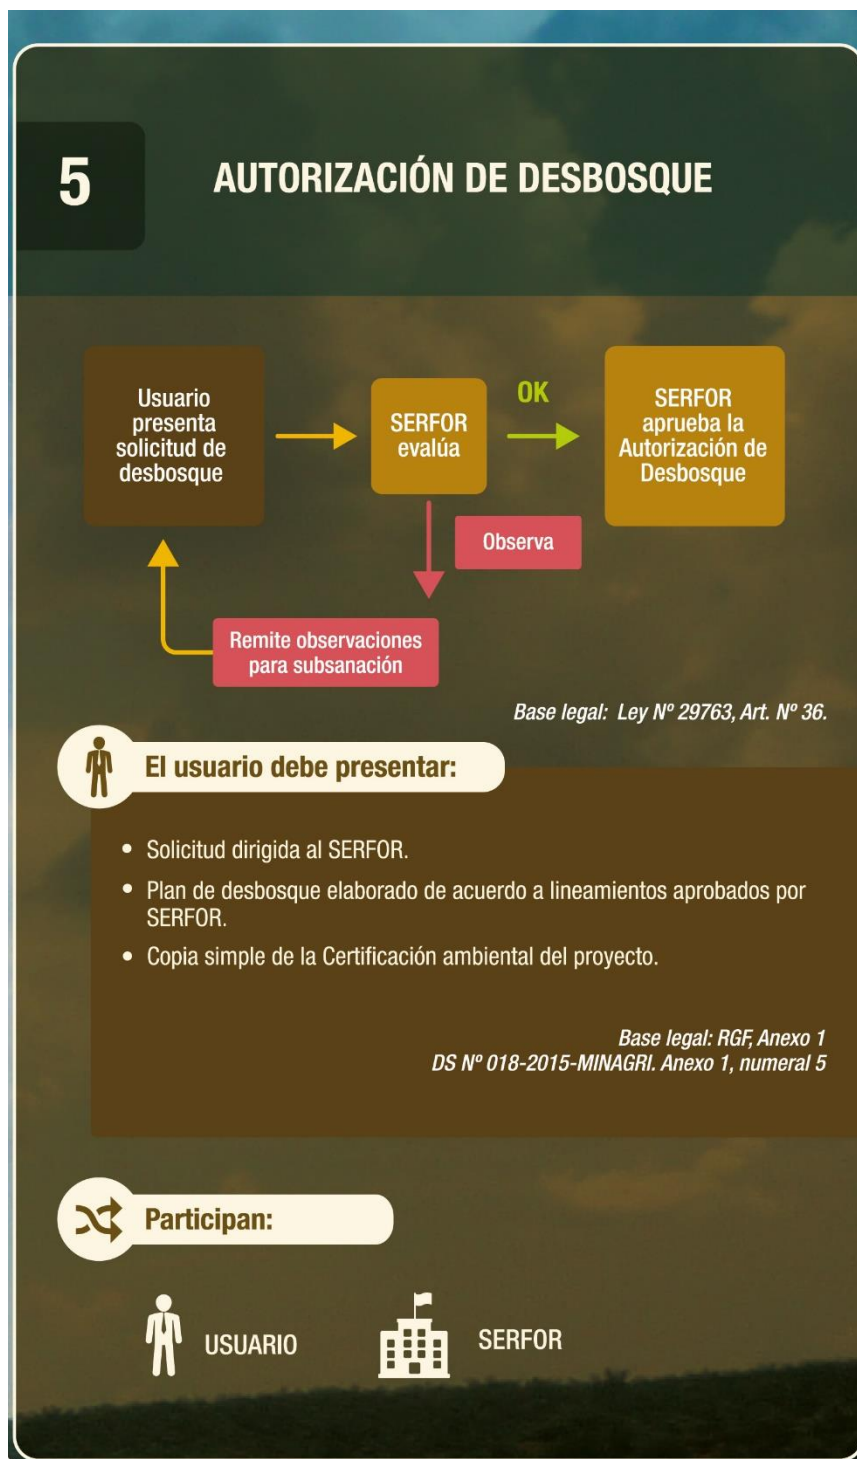 5
AUTORIZACIÓN DE DESBOSQUE
Usuario
presenta
solicitud de
desbosque
SERFOR
evalúa
OK
SERFOR
aprueba la
Autorización de
Desbosque
Observa
Remite observaciones
para subsanación
Base legal: Ley Nº 29763, Art. Nº 36.
El usuario debe presentar:
• Solicitud dirigida al SERFOR.
• Plan de desbosque elaborado de acuerdo a lineamientos aprobados por
SERFOR.
• Copia simple de la Certificación ambiental del proyecto.
Base legal: RGF, Anexo 1
DS Nº 018-2015-MINAGRI. Anexo 1, numeral 5
Participan:
USUARIO
SERFOR